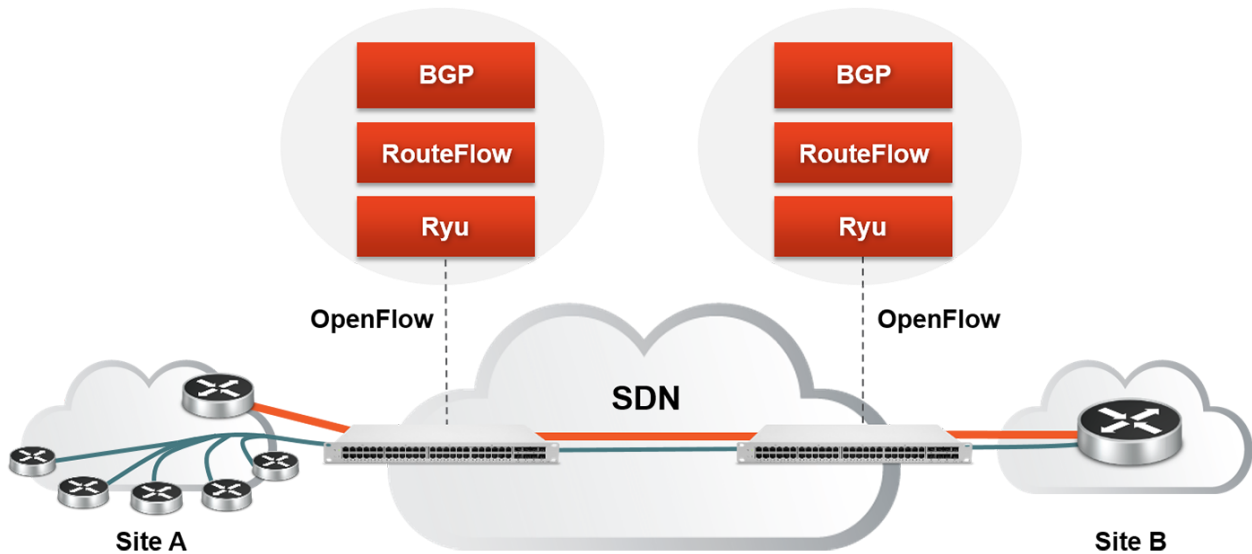 BGP
RouteFlow
Ryu
BGP
RouteFlow
Ryu
OpenFlow
OpenFlow
SDN
Site A
Site B